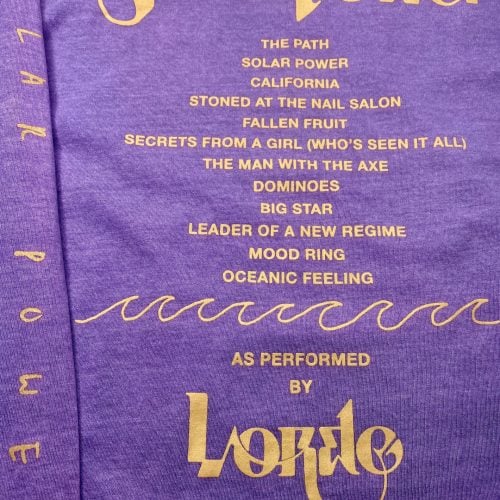 THE PATH
SOLAR POWER
CALIFORNIA
STONED AT THE NAIL SALON
FALLEN FRUIT
SECRETS FROM A GIRL (WHO'S SEEN IT ALL)
THE MAN WITH THE AXE
DOMINOES
BIG STAR
LEADER OF A NEW REGIME
MOOD RING
OCEANIC FEELING
AS PERFORMED
BY
Lorde
LAR POWE